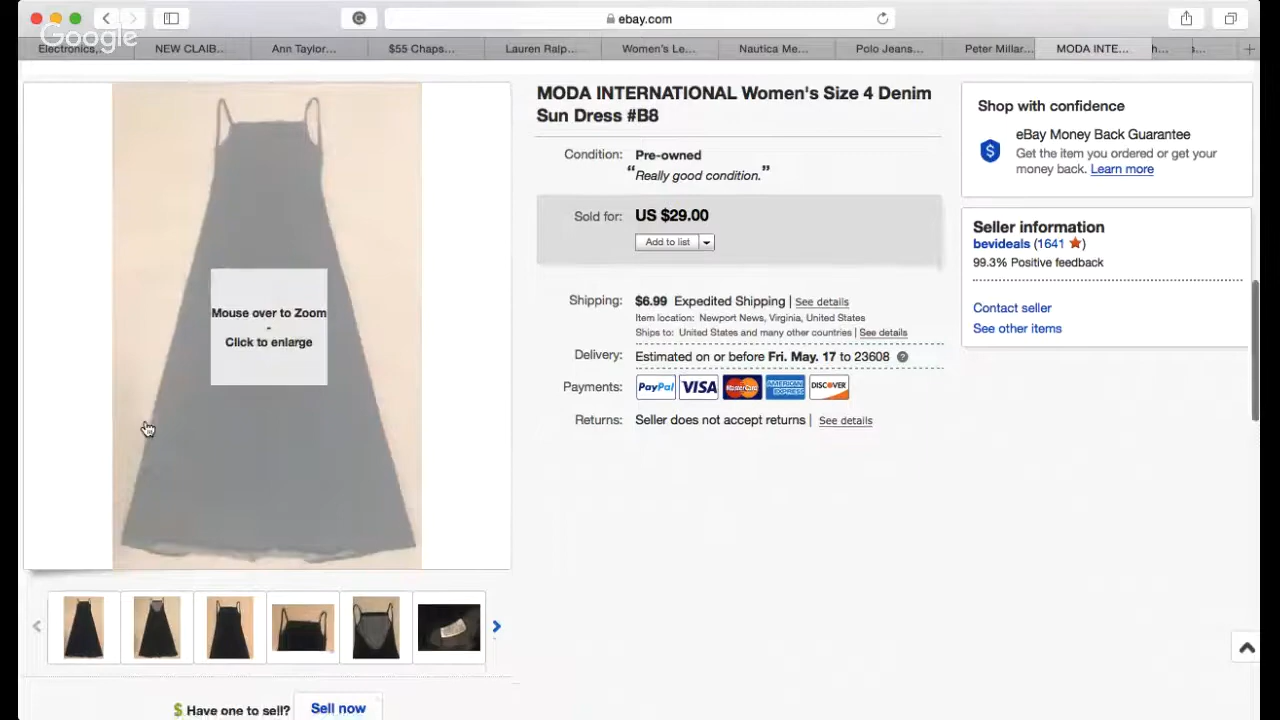 ebay.com
Google
Electronics,
NEW CLAIB...
Ann Taylor...
$55 Chaps...
Lauren Ralp...
Women's Le...
Nautica Me...
Polo Jeans...
Peter Millar...
MODA INTE...
h...
MODA INTERNATIONAL Women's Size 4 Denim
Sun Dress #B8
Condition: Pre-owned
“Really good condition.”
Sold for: US $29.00
Add to list
Shipping: $6.99 Expedited Shipping | See details
Item location: Newport News, Virginia, United States
Ships to: United States and many other countries | See details
Delivery: Estimated on or before Fri. May. 17 to 23608
Payments: PayPal VISA MasterCard AMERICAN EXPRESS DISCOVER
Returns: Seller does not accept returns | See details
Shop with confidence
eBay Money Back Guarantee
Get the item you ordered or get your
money back. Learn more
Seller information
bevideals (1641 ★)
99.3% Positive feedback
Contact seller
See other items
Mouse over to Zoom
-
Click to enlarge
$ Have one to sell? Sell now